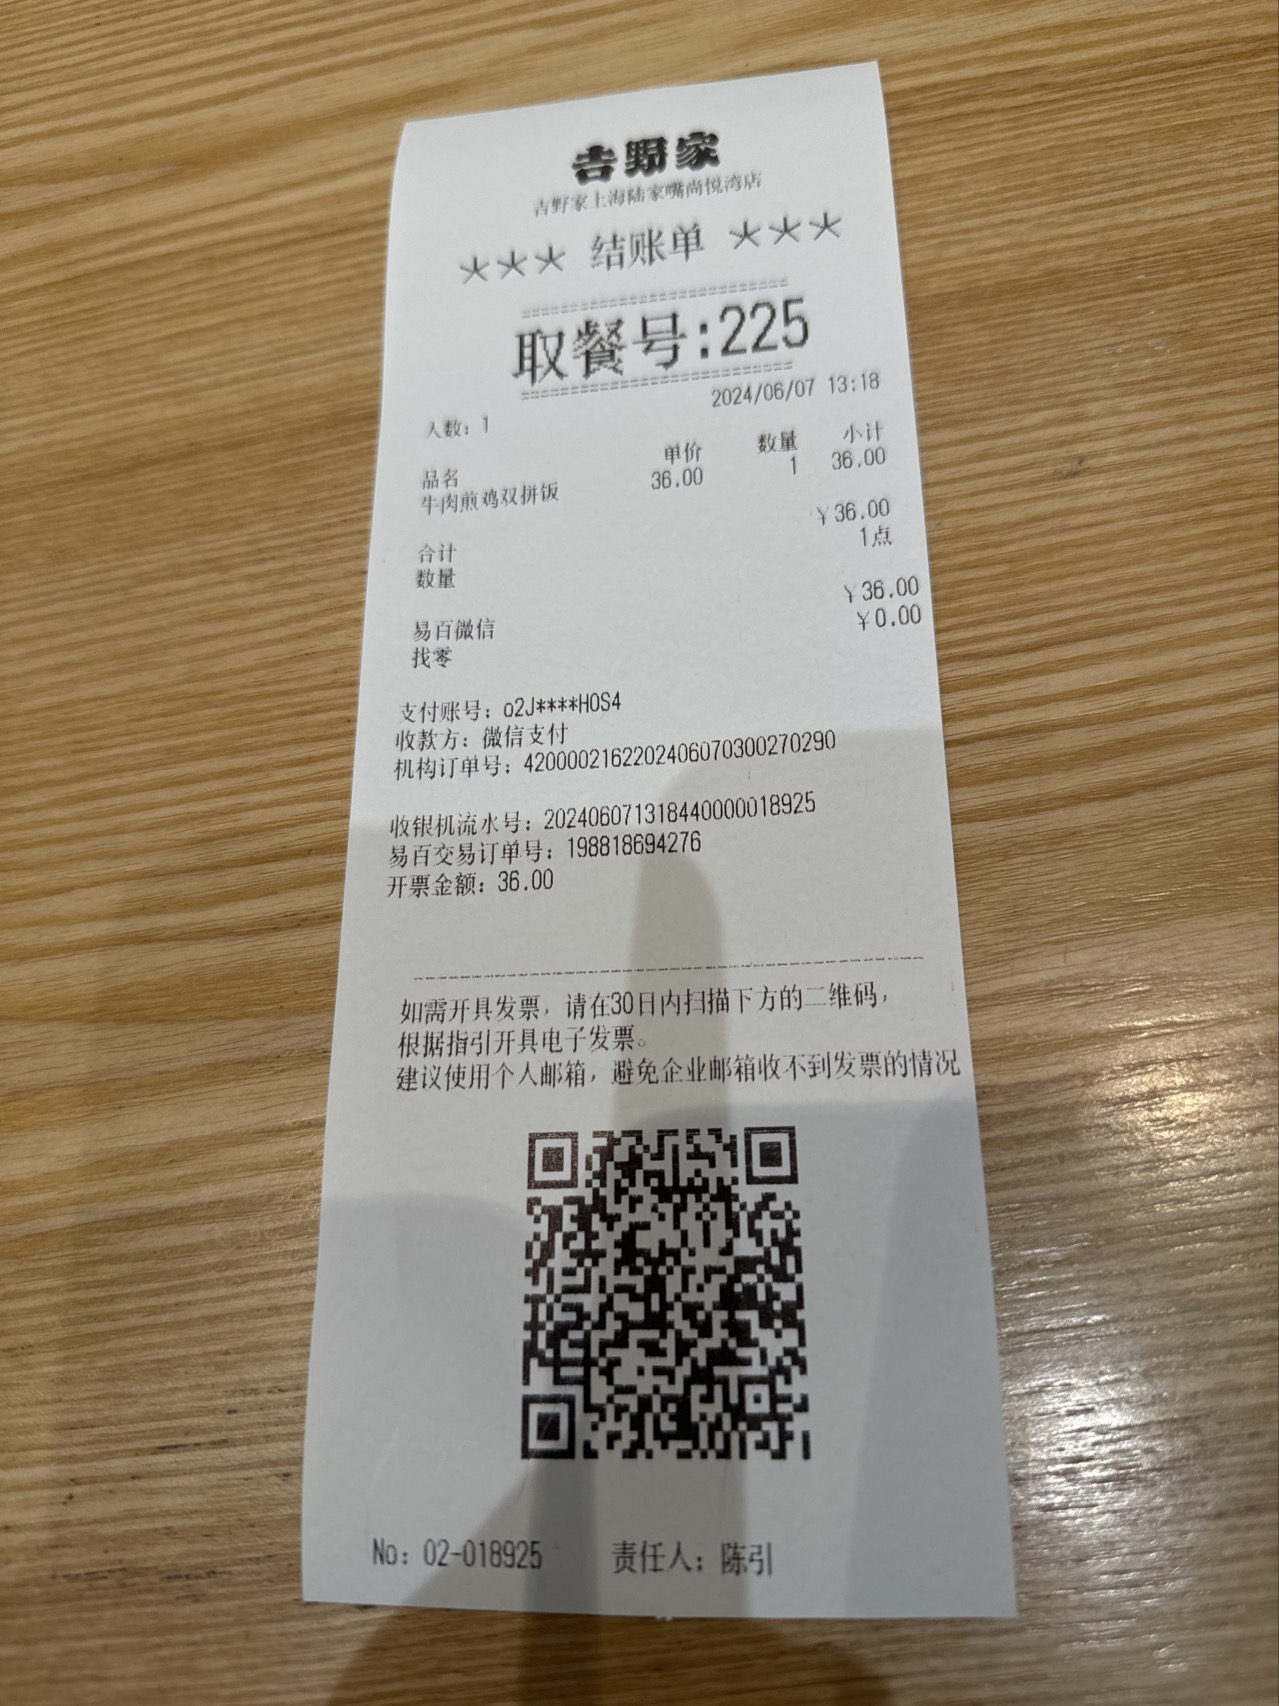 吉野家
吉野家上海陆家嘴尚悦湾店
*** 结账单 ***
==============================
取餐号:225
==============================
2024/06/07 13:18
人数: 1
品名 单价 数量 小计
牛肉煎鸡双拼饭 36.00 1 36.00
合计 ¥36.00
数量 1点
易百微信 ¥36.00
找零 ¥0.00
支付账号: o2J****H0S4
收款方: 微信支付
机构订单号: 4200002162202406070300270290
收银机流水号: 20240607131844000001 8925
易百交易订单号: 198818694276
开票金额: 36.00
如需开具发票, 请在30日内扫描下方的二维码,
根据指引开具电子发票。
建议使用个人邮箱, 避免企业邮箱收不到发票的情况
No: 02-018925 责任人: 陈引